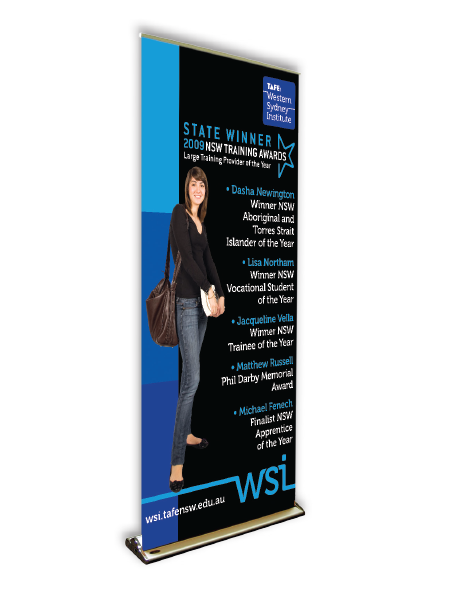 TAFE:
Western
Sydney
Institute
STATE WINNER
2009 NSW TRAINING AWARDS
Large Training Provider of the Year
• Dasha Newington
Winner NSW
Aboriginal and
Torres Strait
Islander of the Year
• Lisa Northam
Winner NSW
Vocational Student
of the Year
• Jacqueline Vella
Winner NSW
Trainee of the Year
• Matthew Russell
Phil Darby Memorial
Award
• Michael Fenech
Finalist NSW
Apprentice
of the Year
wsi
wsi.tafensw.edu.au